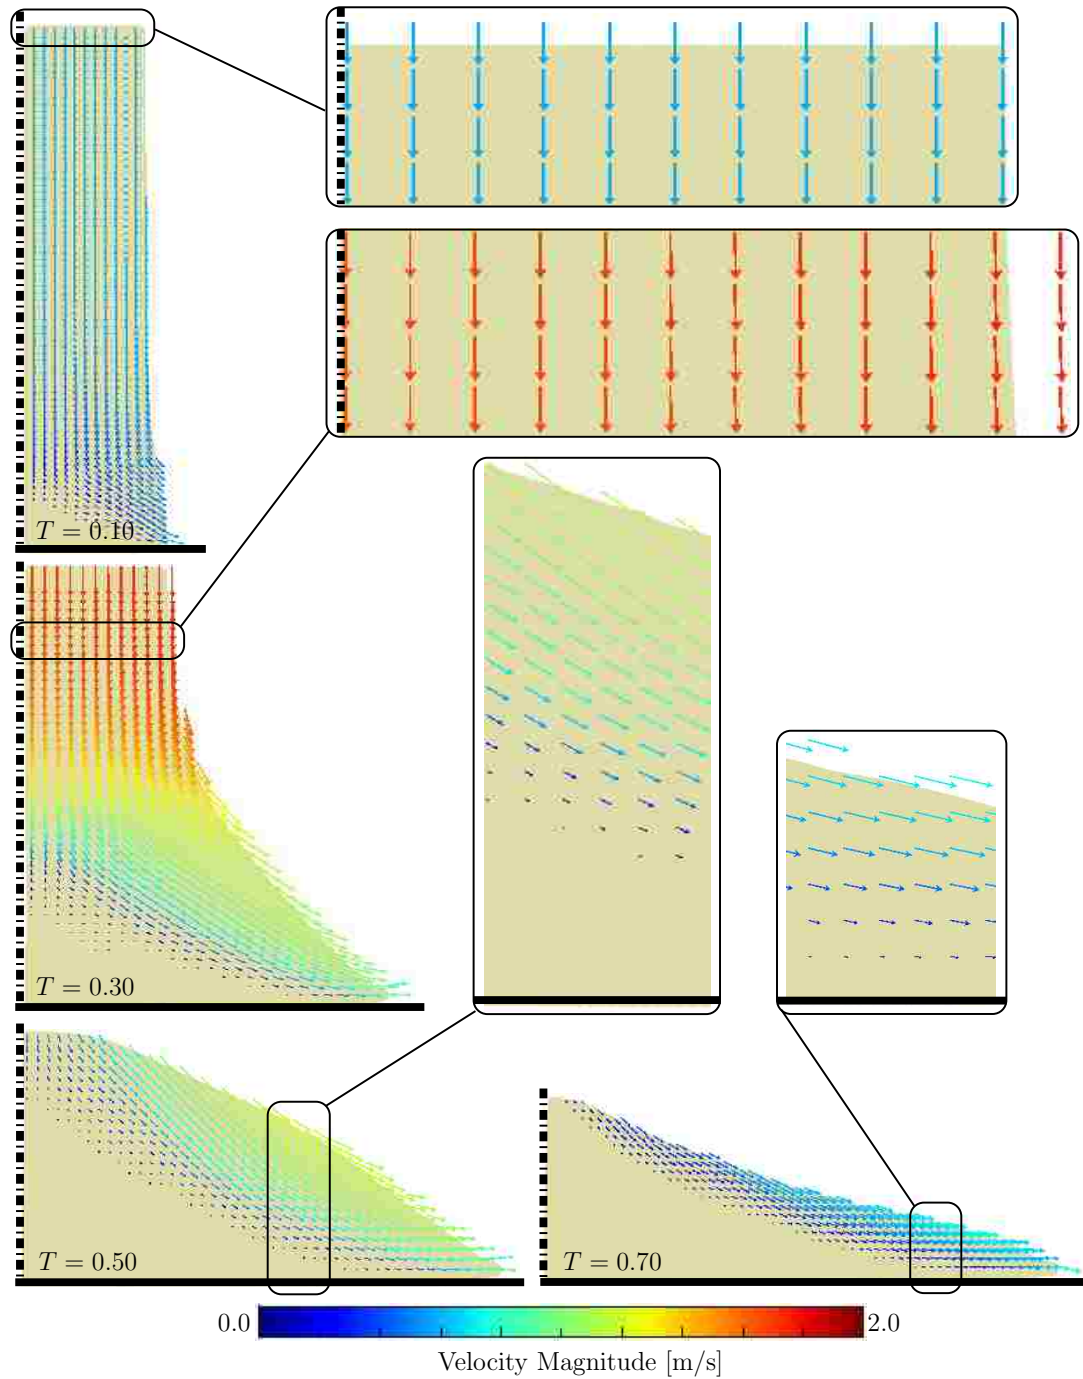 T = 0.10
T = 0.30
T = 0.50
T = 0.70
0.0
2.0
Velocity Magnitude [m/s]